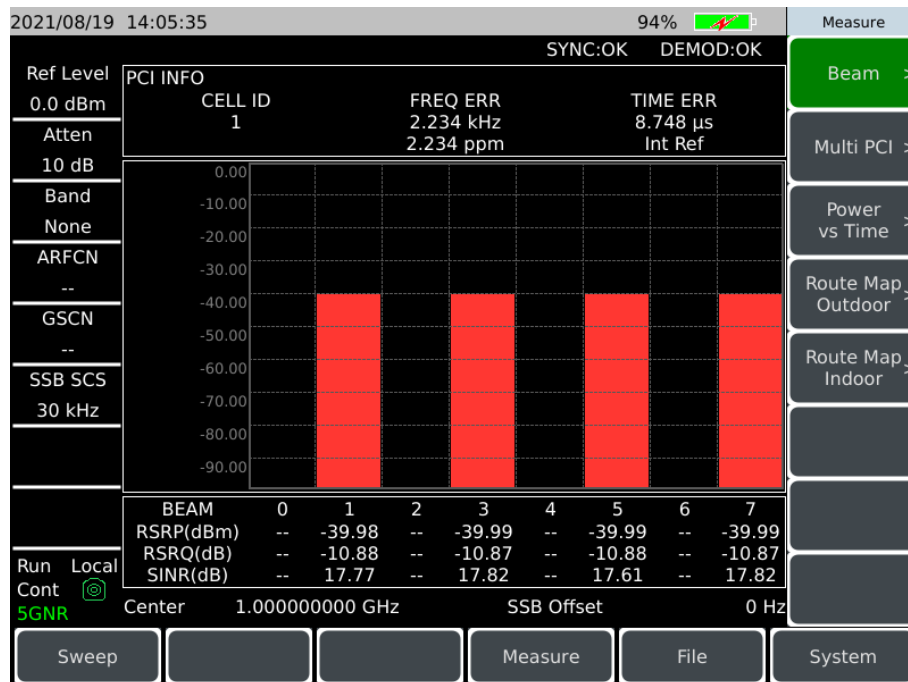 2021/08/19 14:05:35 94% Measure
SYNC:OK DEMOD:OK
Ref Level
0.0 dBm
Atten
10 dB
Band
None
ARFCN
--
GSCN
--
SSB SCS
30 kHz
Run Local
Cont
5GNR
PCI INFO
CELL ID FREQ ERR TIME ERR
1 2.234 kHz 8.748 μs
2.234 ppm Int Ref
0.00
-10.00
-20.00
-30.00
-40.00
-50.00
-60.00
-70.00
-80.00
-90.00
BEAM 0 1 2 3 4 5 6 7
RSRP(dBm) -- -39.98 -- -39.99 -- -39.99 -- -39.99
RSRQ(dB) -- -10.88 -- -10.87 -- -10.88 -- -10.87
SINR(dB) -- 17.77 -- 17.82 -- 17.61 -- 17.82
Center 1.000000000 GHz SSB Offset 0 Hz
Beam >
Multi PCI >
Power
vs Time >
Route Map
Outdoor >
Route Map
Indoor >
Sweep Measure File System